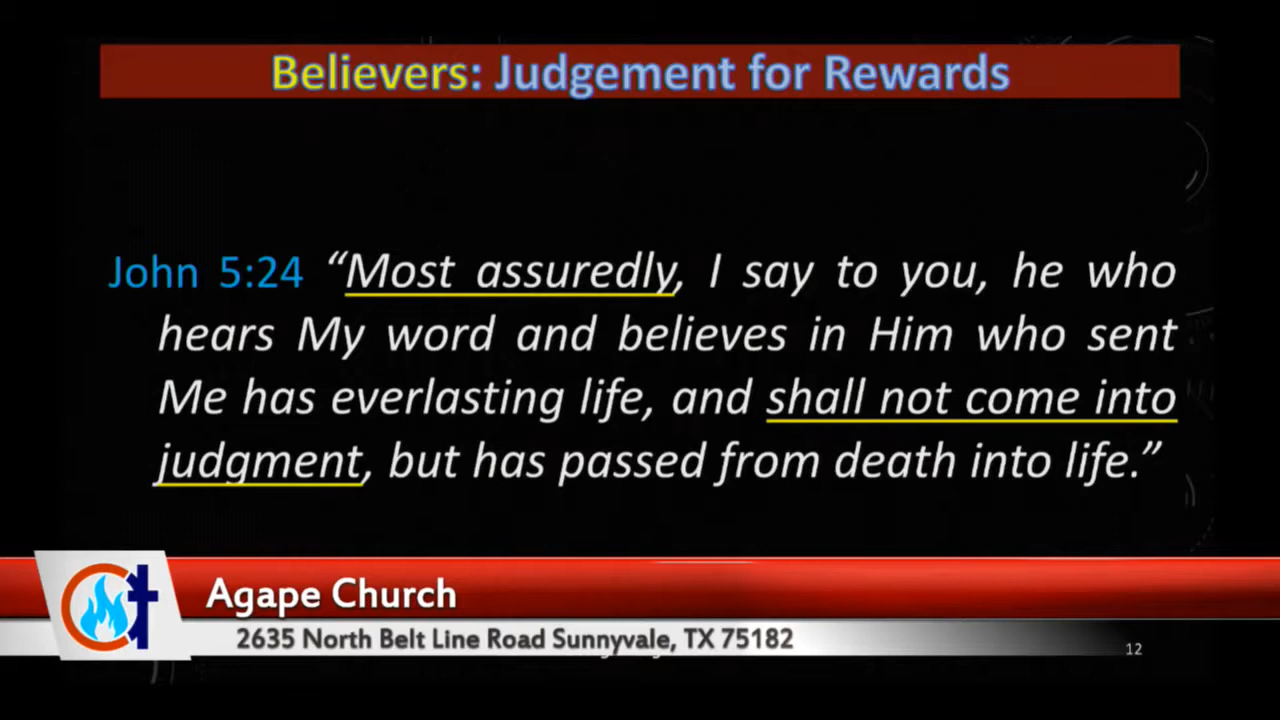 Believers: Judgement for Rewards
John 5:24 “Most assuredly, I say to you, he who
hears My word and believes in Him who sent
Me has everlasting life, and shall not come into
judgment, but has passed from death into life.”
Agape Church
2635 North Belt Line Road Sunnyvale, TX 75182
12